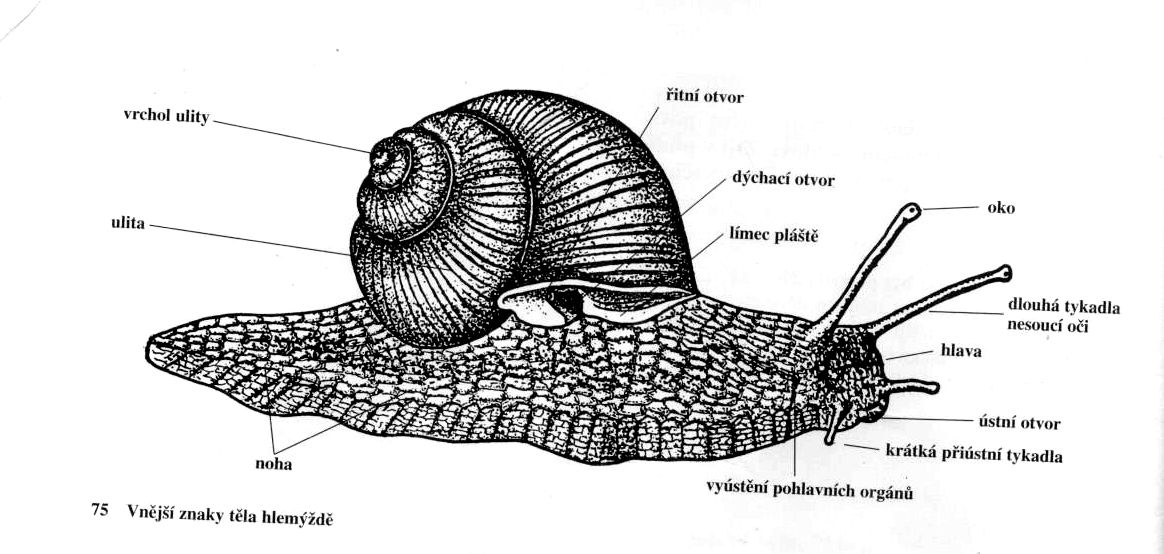 řitní otvor
vrchol ulity
dýchací otvor
oko
ulita
límec pláště
dlouhá tykadla
nesoucí oči
hlava
ústní otvor
krátká příústní tykadla
noha
vyústění pohlavních orgánů
75 Vnější znaky těla hlemýždě